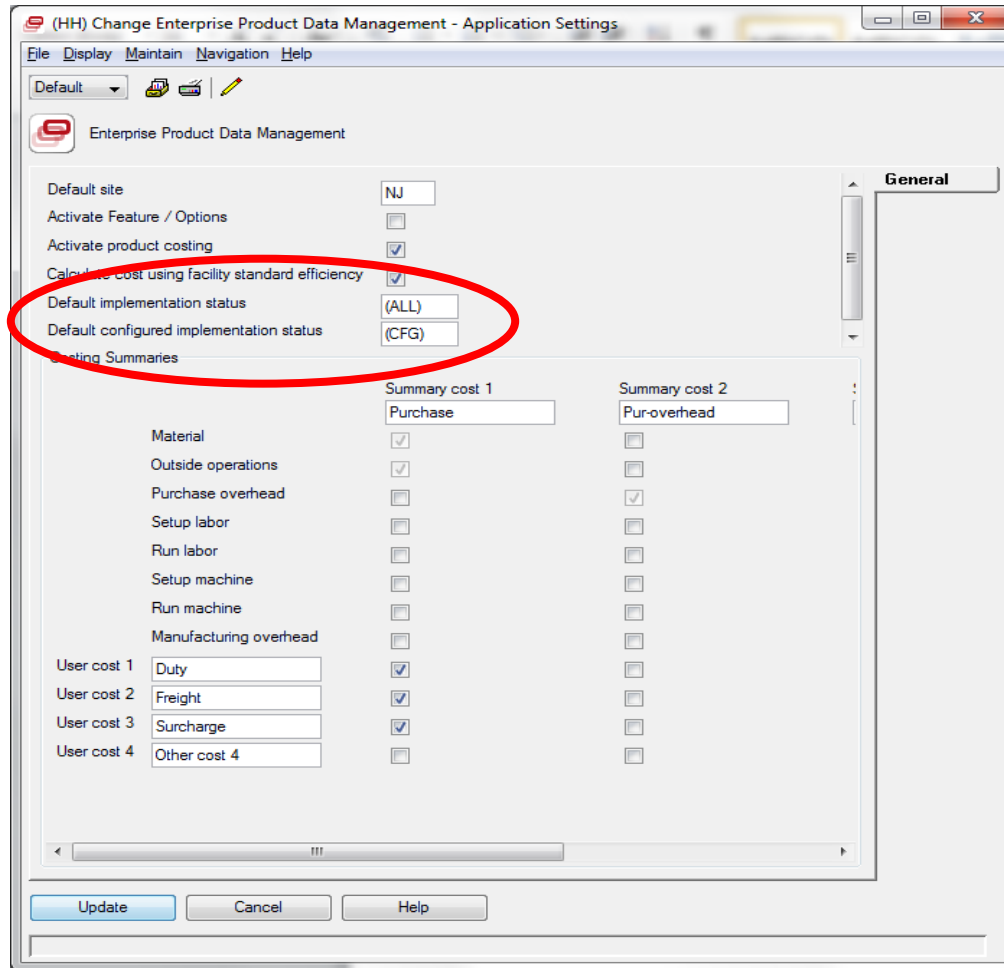 (HH) Change Enterprise Product Data Management - Application Settings
File Display Maintain Navigation Help
Default
Enterprise Product Data Management
General
Default site NJ
Activate Feature / Options
Activate product costing
Calculate cost using facility standard efficiency
Default implementation status (ALL)
Default configured implementation status (CFG)
Costing Summaries
Summary cost 1 Summary cost 2
Purchase Pur-overhead
Material
Outside operations
Purchase overhead
Setup labor
Run labor
Setup machine
Run machine
Manufacturing overhead
User cost 1 Duty
User cost 2 Freight
User cost 3 Surcharge
User cost 4 Other cost 4
Update Cancel Help